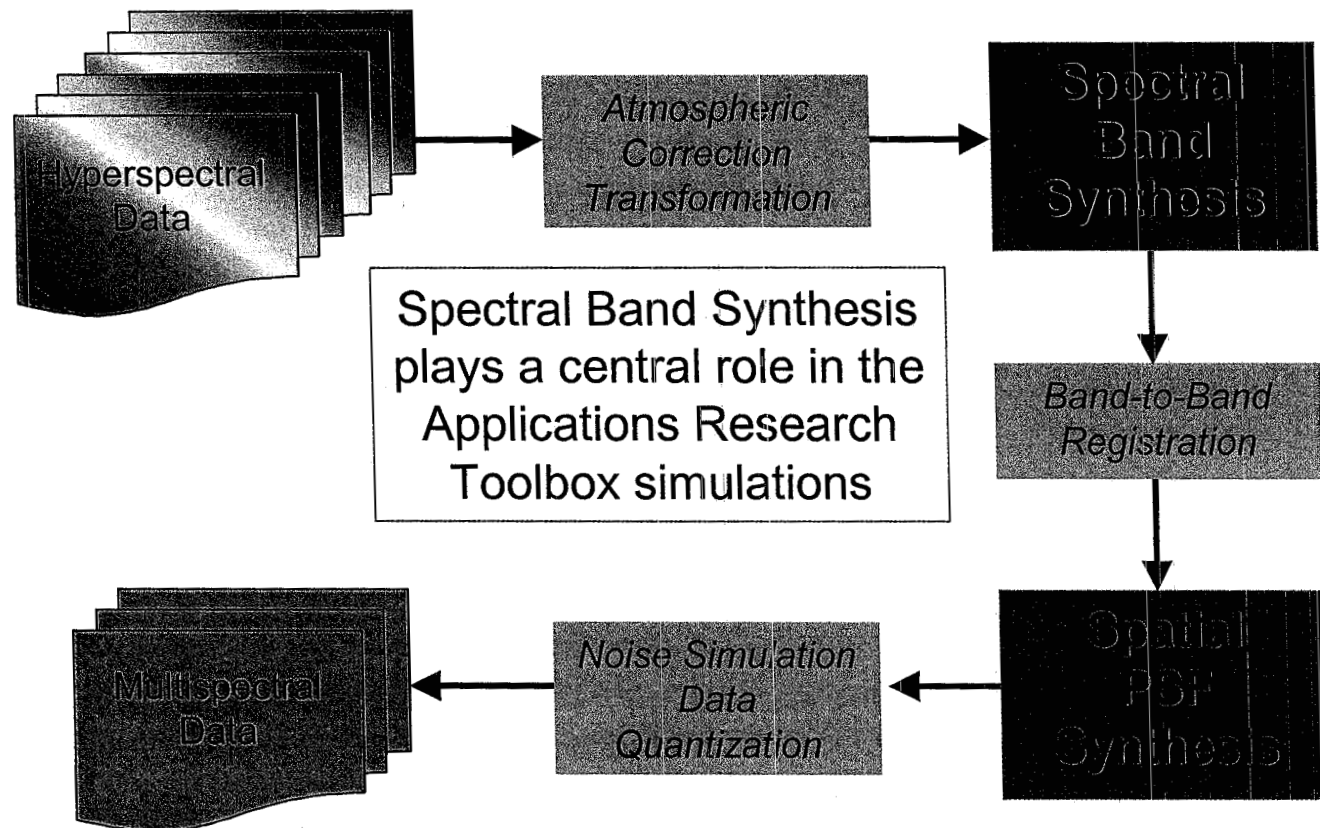 Hyperspectral
Data
Atmospheric
Correction
Transformation
Spectral
Band
Synthesis
Spectral Band Synthesis
plays a central role in the
Applications Research
Toolbox simulations
Band-to-Band
Registration
Spatial
PSF
Synthesis
Noise Simulation
Data
Quantization
Multispectral
Data